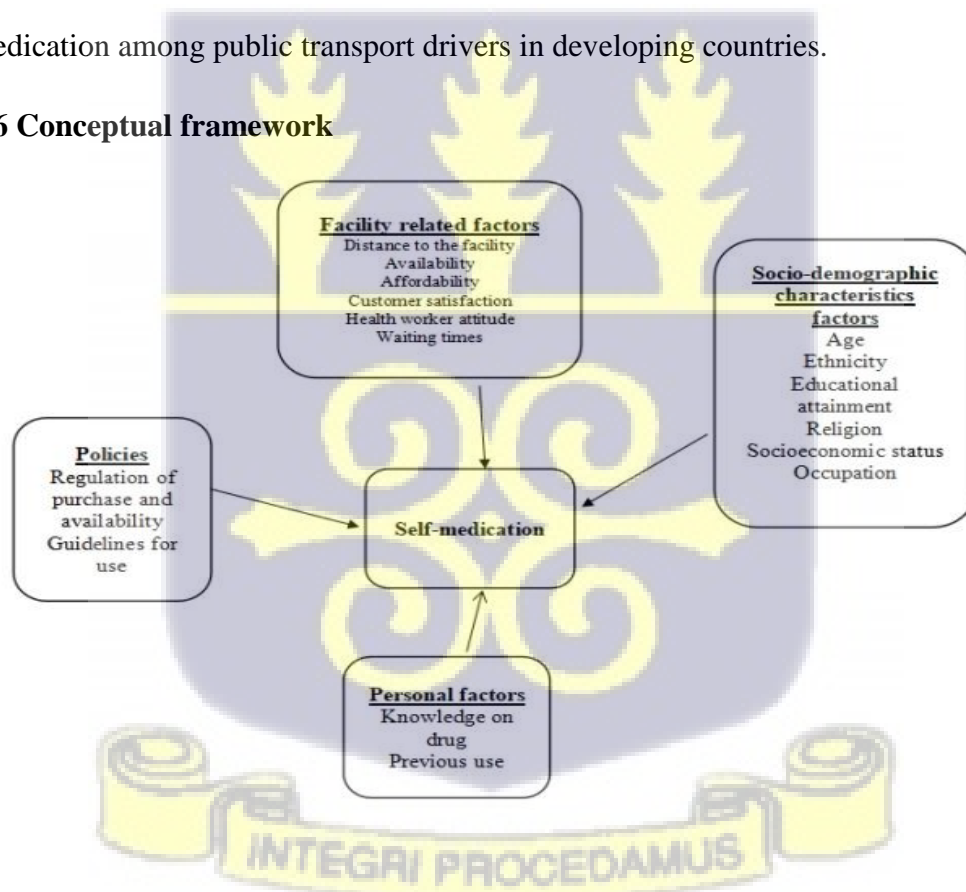 edication among public transport drivers in developing countries.
6 Conceptual framework
Facility related factors
Distance to the facility
Availability
Affordability
Customer satisfaction
Health worker attitude
Waiting times
Socio-demographic
characteristics
factors
Age
Ethnicity
Educational
attainment
Religion
Socioeconomic status
Occupation
Policies
Regulation of
purchase and
availability
Guidelines for
use
Self-medication
Personal factors
Knowledge on
drug
Previous use
INTEGRI PROCEDAMUS